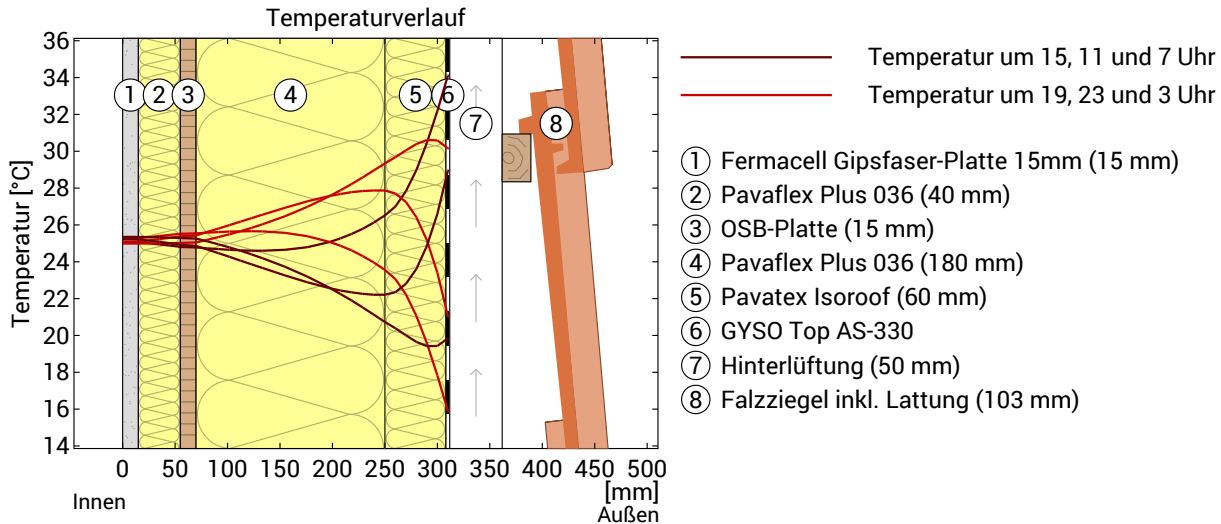 Temperaturverlauf
Temperatur [°C]
36
34
32
30
28
26
24
22
20
18
16
14
1
2
3
4
5
6
7
8
0 50 100 150 200 250 300 350 400 450 500
[mm]
Innen
Außen
Temperatur um 15, 11 und 7 Uhr
Temperatur um 19, 23 und 3 Uhr
1 Fermacell Gipsfaser-Platte 15mm (15 mm)
2 Pavaflex Plus 036 (40 mm)
3 OSB-Platte (15 mm)
4 Pavaflex Plus 036 (180 mm)
5 Pavatex Isoroof (60 mm)
6 GYSO Top AS-330
7 Hinterlüftung (50 mm)
8 Falzziegel inkl. Lattung (103 mm)